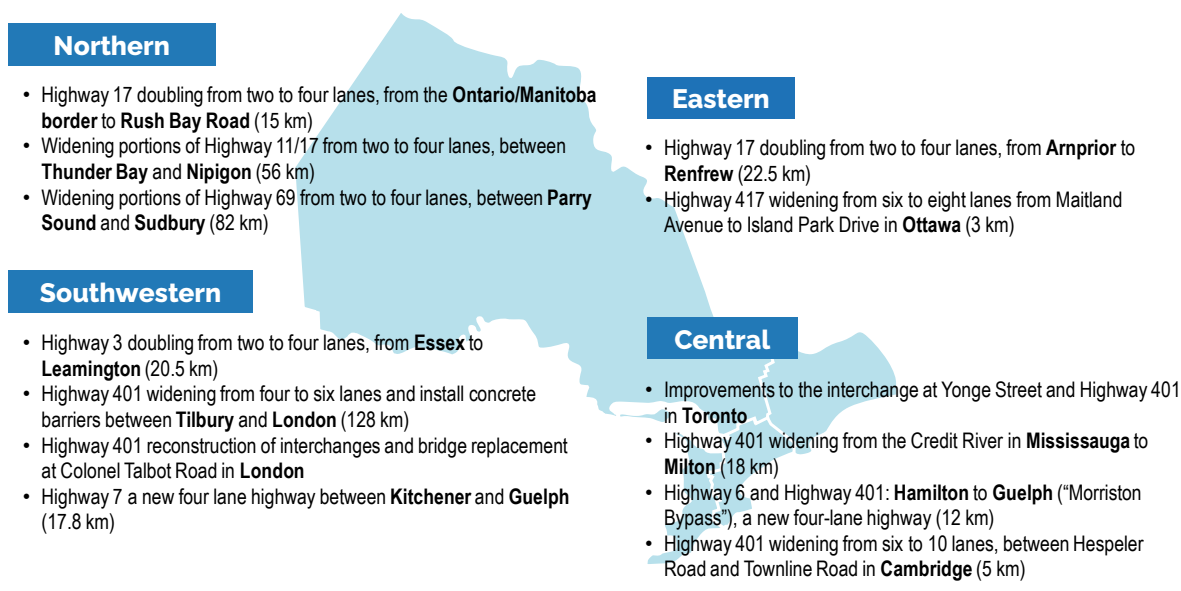 Northern
• Highway 17 doubling from two to four lanes, from the Ontario/Manitoba
border to Rush Bay Road (15 km)
• Widening portions of Highway 11/17 from two to four lanes, between
Thunder Bay and Nipigon (56 km)
• Widening portions of Highway 69 from two to four lanes, between Parry
Sound and Sudbury (82 km)
Southwestern
• Highway 3 doubling from two to four lanes, from Essex to
Leamington (20.5 km)
• Highway 401 widening from four to six lanes and install concrete
barriers between Tilbury and London (128 km)
• Highway 401 reconstruction of interchanges and bridge replacement
at Colonel Talbot Road in London
• Highway 7 a new four lane highway between Kitchener and Guelph
(17.8 km)
Eastern
• Highway 17 doubling from two to four lanes, from Arnprior to
Renfrew (22.5 km)
• Highway 417 widening from six to eight lanes from Maitland
Avenue to Island Park Drive in Ottawa (3 km)
Central
• Improvements to the interchange at Yonge Street and Highway 401
in Toronto
• Highway 401 widening from the Credit River in Mississauga to
Milton (18 km)
• Highway 6 and Highway 401: Hamilton to Guelph (“Morriston
Bypass”), a new four-lane highway (12 km)
• Highway 401 widening from six to 10 lanes, between Hespeler
Road and Townline Road in Cambridge (5 km)